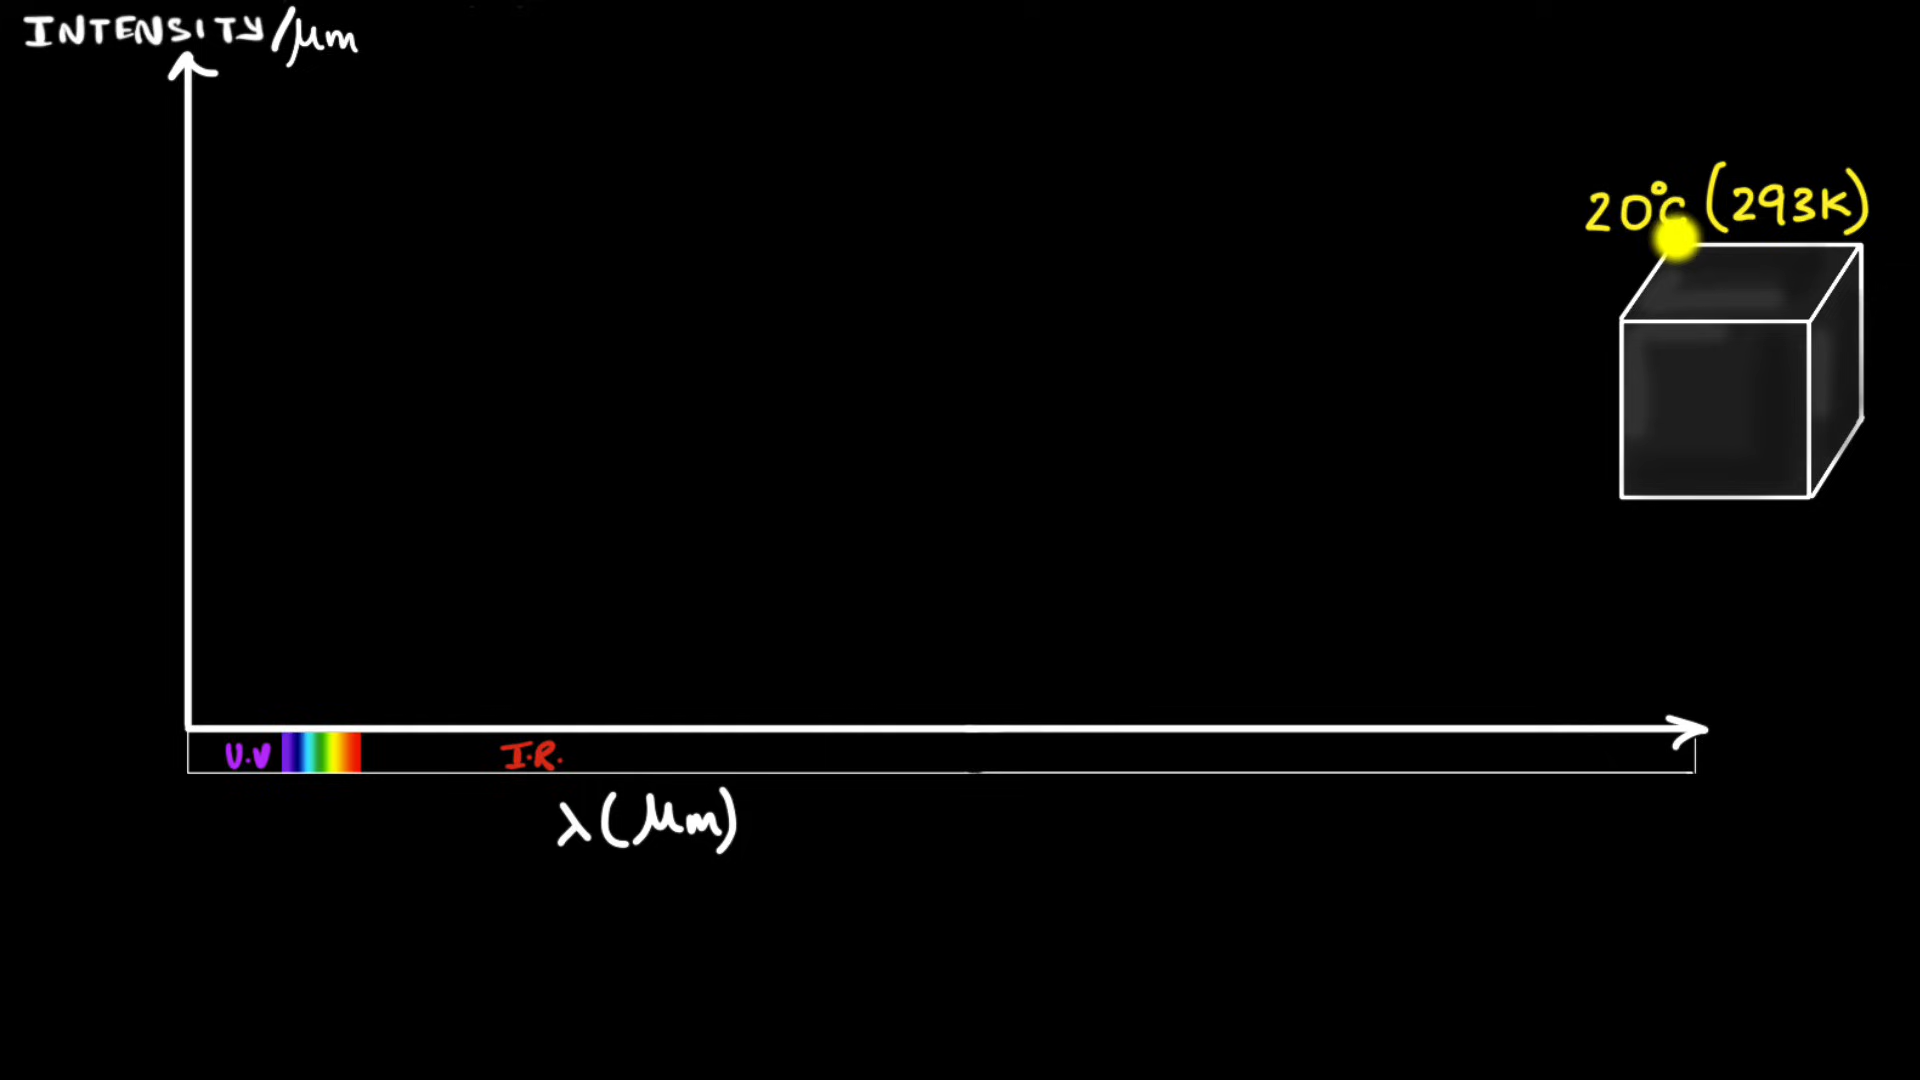 INTENSITY/μm
20°C (293K)
U.V
I.R.
λ(μm)